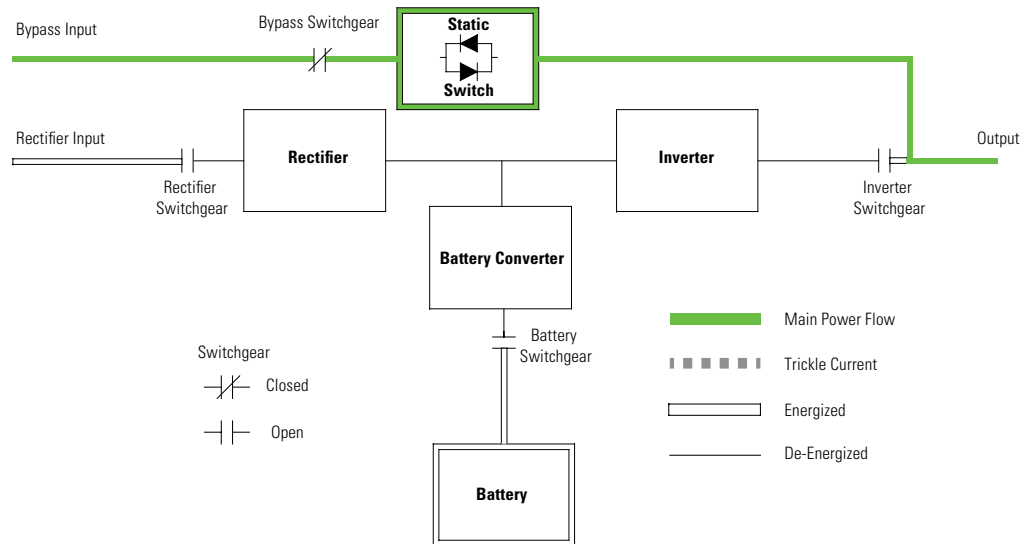 Bypass Input
Bypass Switchgear
Static
Switch
Rectifier Input
Rectifier
Inverter
Output
Rectifier
Switchgear
Inverter
Switchgear
Battery Converter
Battery
Switchgear
Switchgear
Closed
Open
Main Power Flow
Trickle Current
Energized
De-Energized
Battery